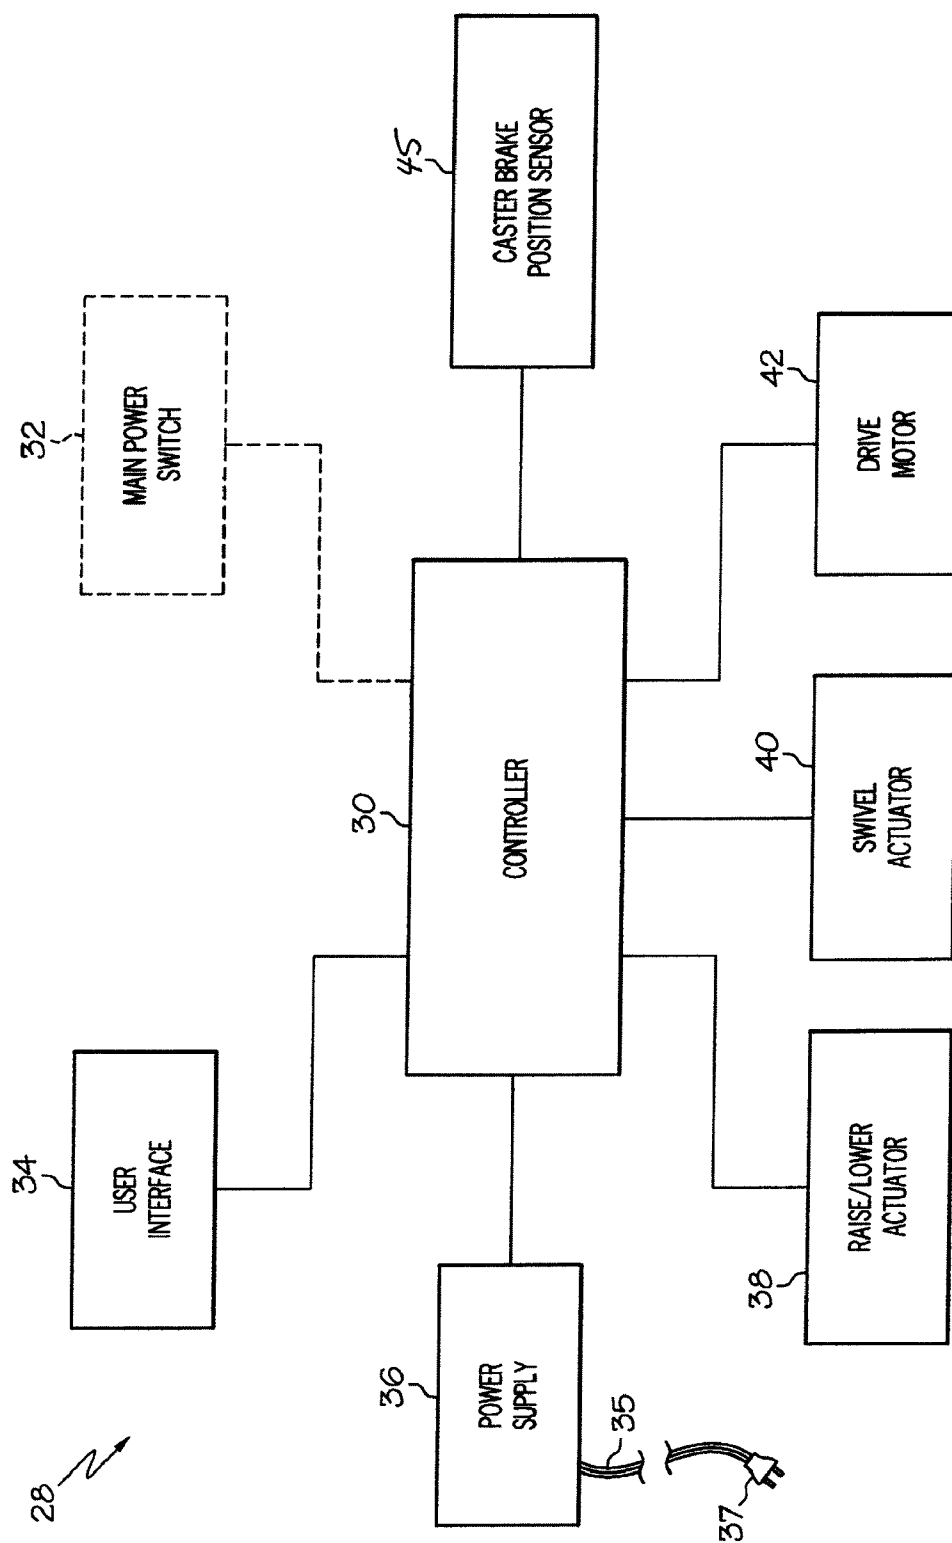 28
34
USER
INTERFACE
32
MAIN POWER
SWITCH
36
POWER
SUPPLY
35
37
30
CONTROLLER
45
CASTER BRAKE
POSITION SENSOR
38
RAISE/LOWER
ACTUATOR
40
SWIVEL
ACTUATOR
42
DRIVE
MOTOR